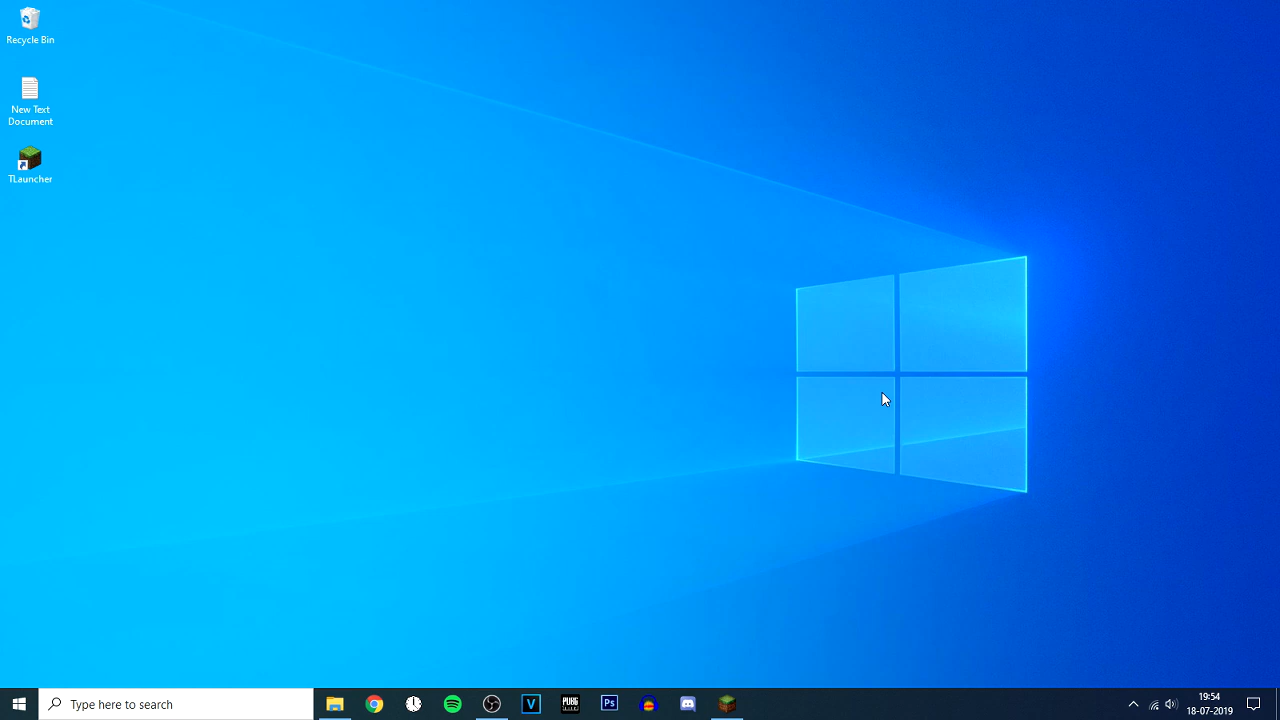 Recycle Bin
New Text
Document
TLauncher
Type here to search
V
PUBG
Ps
19:54
18-07-2019